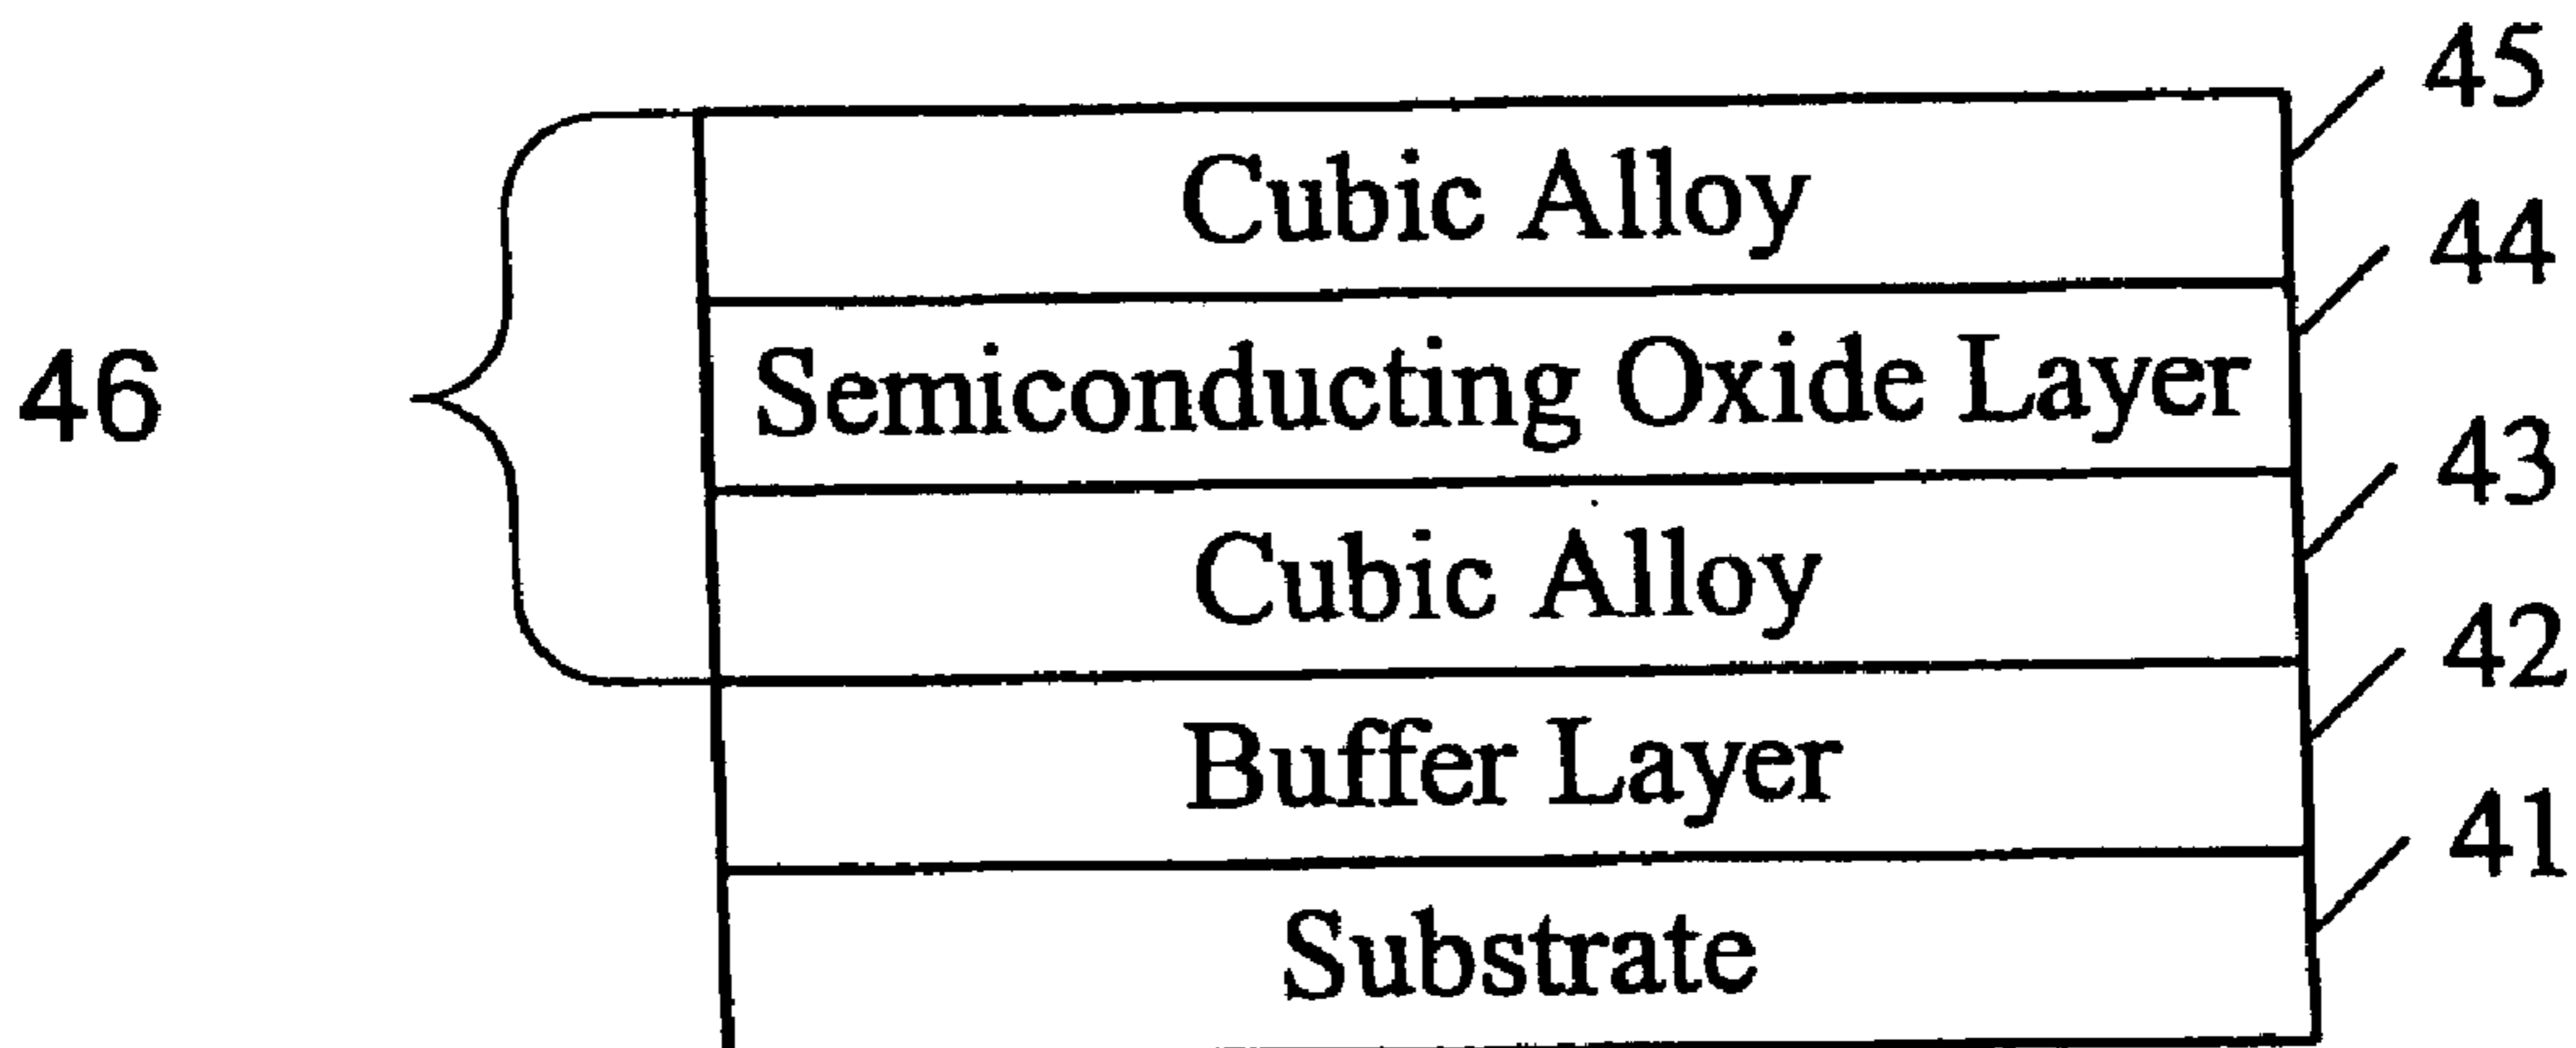 45
Cubic Alloy
44
46
Semiconducting Oxide Layer
43
Cubic Alloy
42
Buffer Layer
41
Substrate